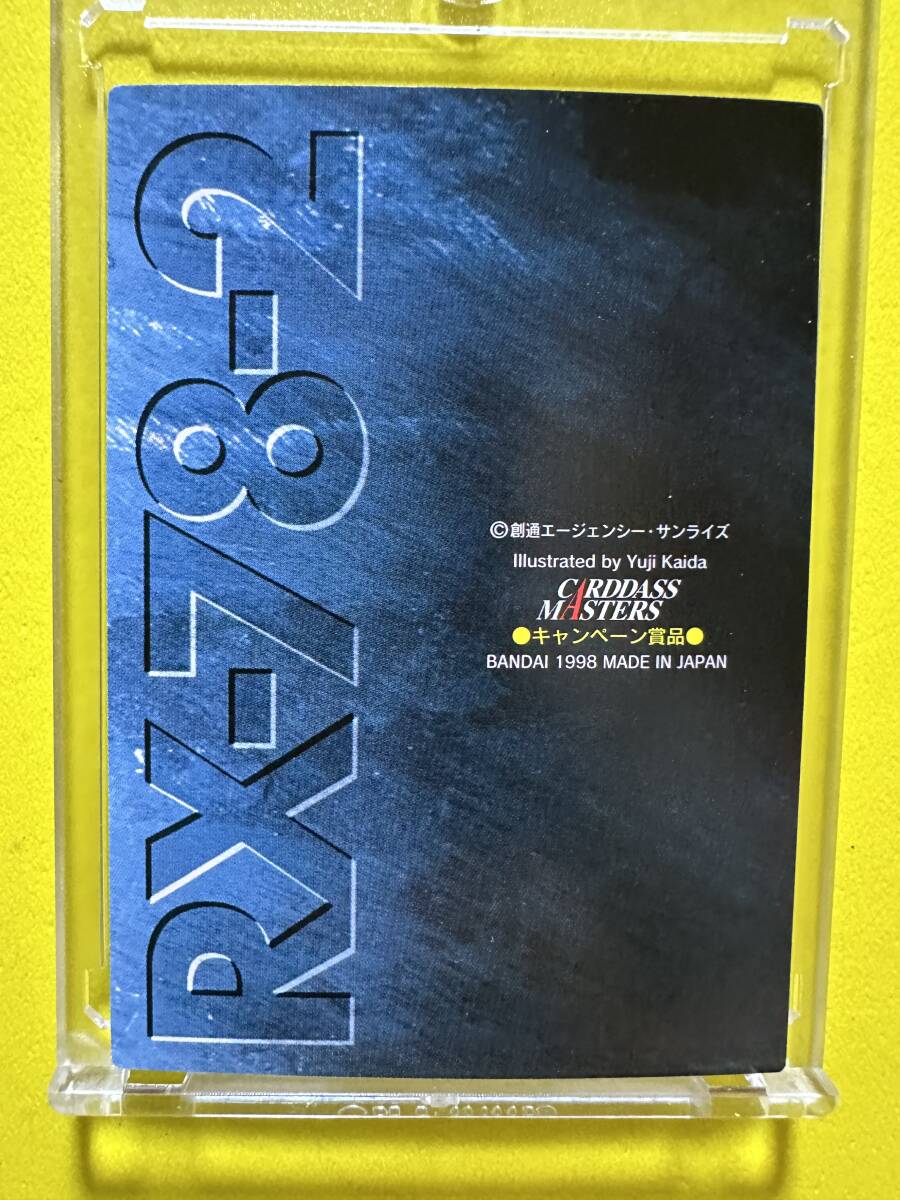 RX-78-2
©創通エージェンシー・サンライズ
Illustrated by Yuji Kaida
CARDDASS
MASTERS
●キャンペーン賞品●
BANDAI 1998 MADE IN JAPAN